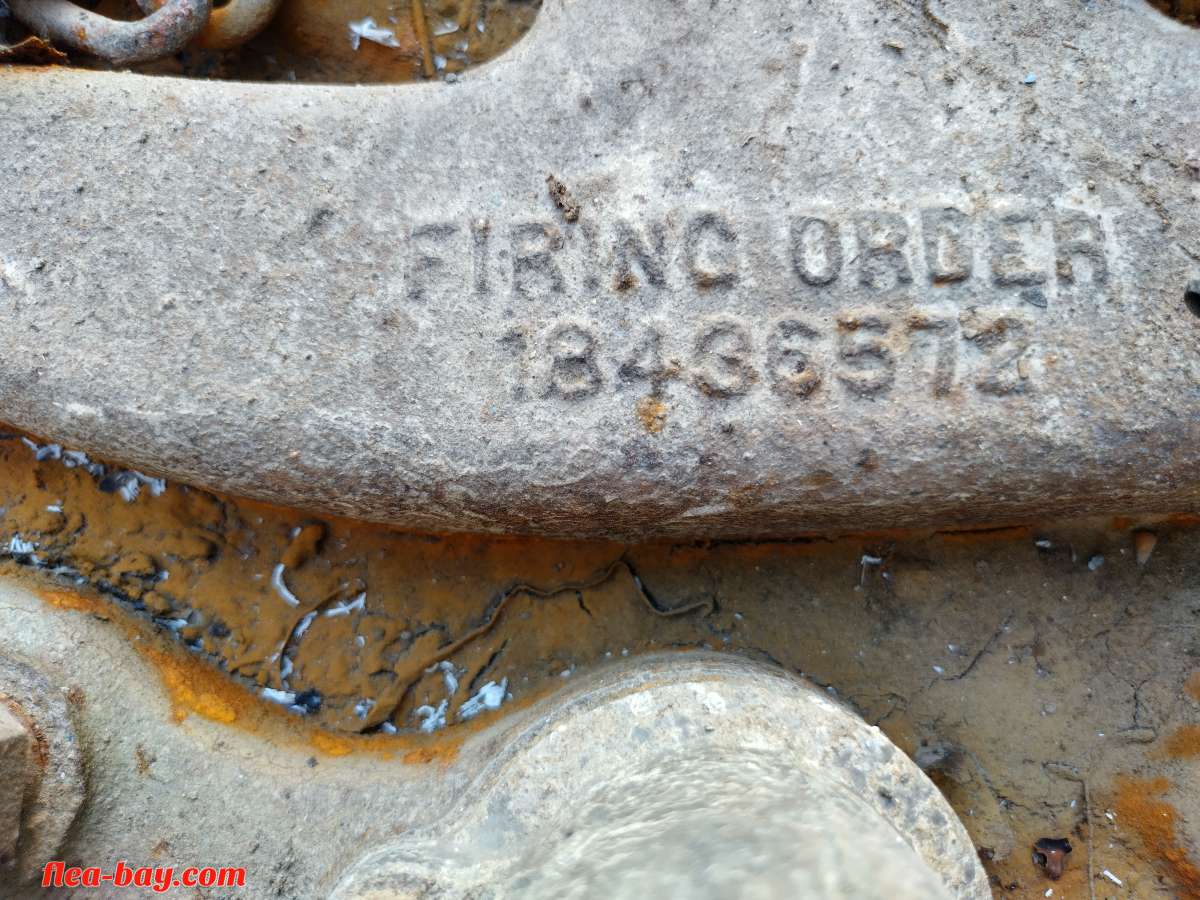 FIRING ORDER
18436572
flea-bay.com